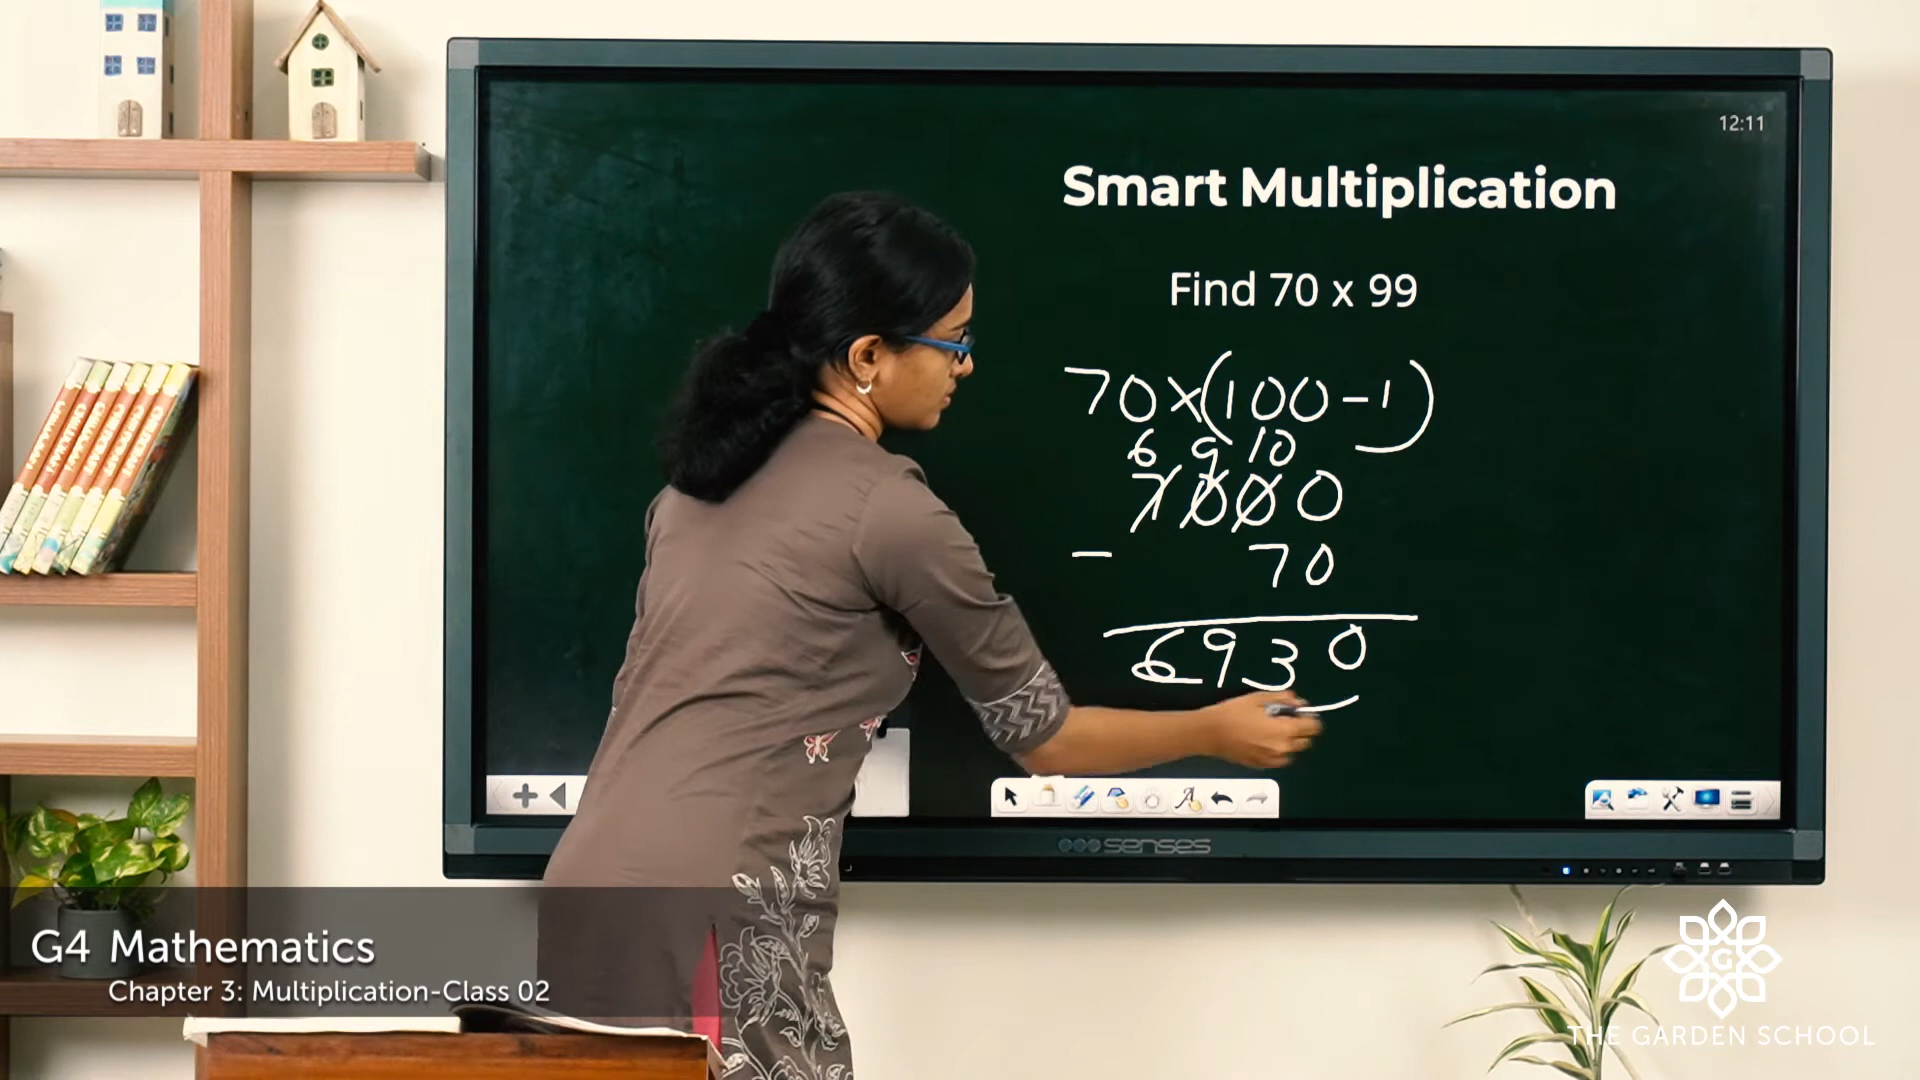 12:11
Smart Multiplication
Find 70 x 99
70×(100-1)
6 9 10
7000
- 70
6930
senses
G4 Mathematics
Chapter 3: Multiplication-Class 02
G
THE GARDEN SCHOOL